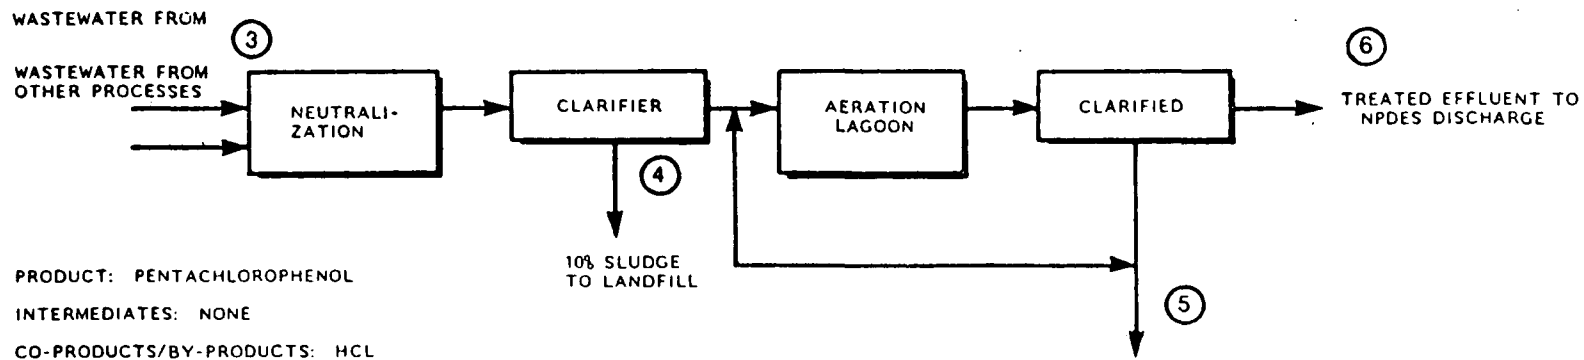 WASTEWATER FROM
3
6
WASTEWATER FROM
OTHER PROCESSES
NEUTRALI-
ZATION
CLARIFIER
AERATION
LAGOON
CLARIFIED
TREATED EFFLUENT TO
NPDES DISCHARGE
4
10% SLUDGE
TO LANDFILL
5
PRODUCT: PENTACHLOROPHENOL
INTERMEDIATES: NONE
CO-PRODUCTS/BY-PRODUCTS: HCL